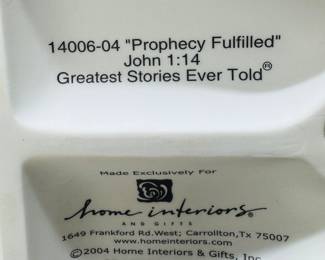 14006-04 "Prophecy Fulfilled"
John 1:14
Greatest Stories Ever Told®
Made Exclusively For
home interiors®
AND GIFTS
1649 Frankford Rd.West; Carrollton,Tx 75007
www.homeinteriors.com
©2004 Home Interiors & Gifts, Inc